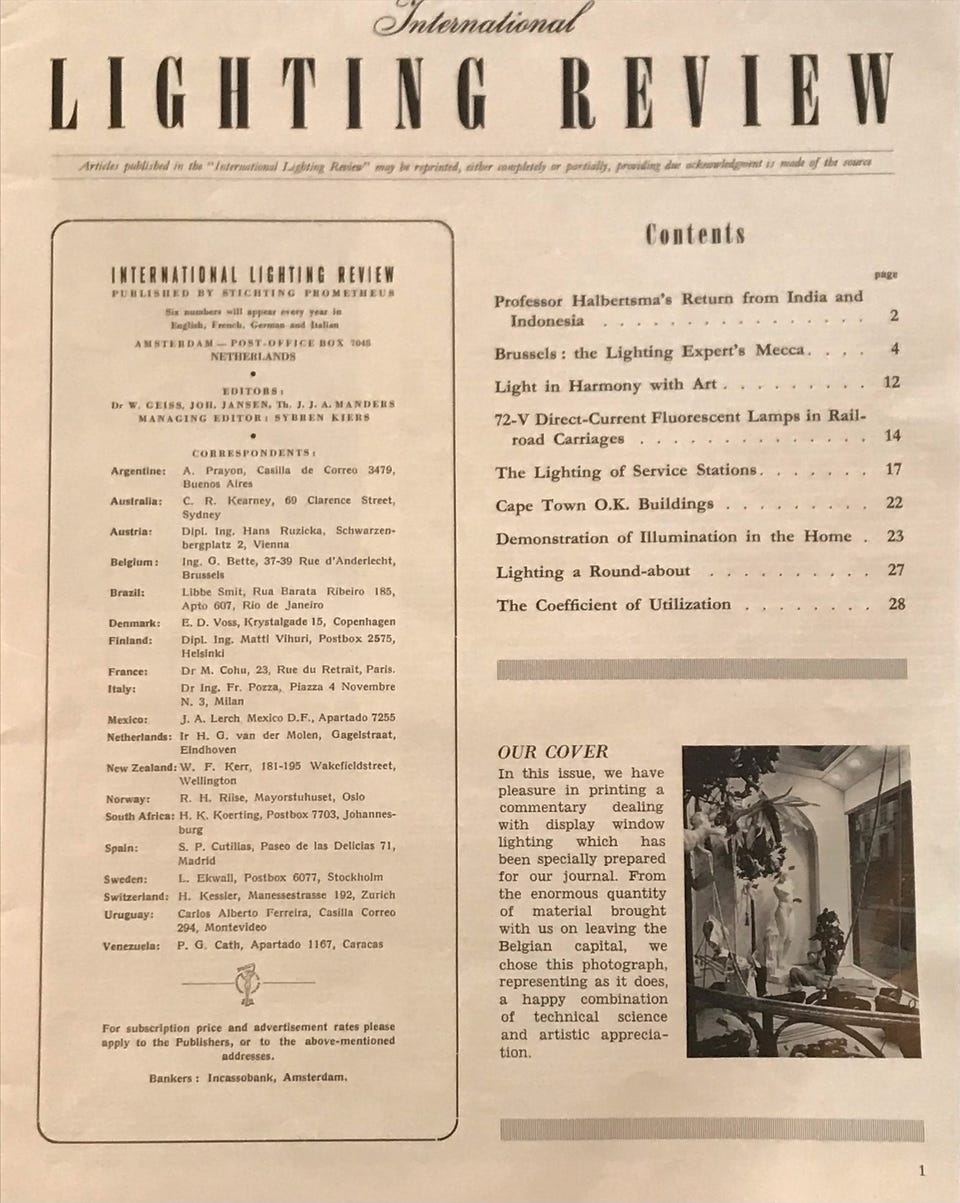 International
LIGHTING REVIEW
Articles published in the "International Lighting Review" may be reprinted, either completely or partially, providing due acknowledgment is made of the source
INTERNATIONAL LIGHTING REVIEW
PUBLISHED BY STICHTING PROMETHEUS
Six numbers will appear every year in
English, French, German and Italian
AMSTERDAM — POST-OFFICE BOX 7045
NETHERLANDS
•
EDITORS:
Dr W. GEISS, JOH. JANSEN, Th. J. J. A. MANDERS
MANAGING EDITOR: SYBREN KIERS
•
CORRESPONDENTS:
Argentine: A. Prayon, Casilla de Correo 3479,
Buenos Aires
Australia: C. R. Kearney, 69 Clarence Street,
Sydney
Austria: Dipl. Ing. Hans Ruzicka, Schwarzen-
bergplatz 2, Vienna
Belgium: Ing. G. Bette, 37-39 Rue d'Anderlecht,
Brussels
Brazil: Libbe Smit, Rua Barata Ribeiro 185,
Apto 607, Rio de Janeiro
Denmark: E. D. Voss, Krystalgade 15, Copenhagen
Finland: Dipl. Ing. Matti Vihuri, Postbox 2575,
Helsinki
France: Dr M. Cohu, 23, Rue du Retrait, Paris.
Italy: Dr Ing. Fr. Pozza, Piazza 4 Novembre
N. 3, Milan
Mexico: J. A. Lerch Mexico D.F., Apartado 7255
Netherlands: Ir H. G. van der Molen, Gagelstraat,
Eindhoven
New Zealand: W. F. Kerr, 181-195 Wakefieldstreet,
Wellington
Norway: R. H. Riise, Mayorstuhuset, Oslo
South Africa: H. K. Koerting, Postbox 7703, Johannes-
burg
Spain: S. P. Cutillas, Paseo de las Delicias 71,
Madrid
Sweden: L. Ekwall, Postbox 6077, Stockholm
Switzerland: H. Kessler, Manessestrasse 192, Zurich
Uruguay: Carlos Alberto Ferreira, Casilla Correo
294, Montevideo
Venezuela: P. G. Cath, Apartado 1167, Caracas
For subscription price and advertisement rates please
apply to the Publishers, or to the above-mentioned
addresses.
Bankers: Incassobank, Amsterdam.
Contents
page
Professor Halbertsma's Return from India and
Indonesia . . . . . . . . . . . . . . . . 2
Brussels: the Lighting Expert's Mecca. . . . 4
Light in Harmony with Art . . . . . . . . . 12
72-V Direct-Current Fluorescent Lamps in Rail-
road Carriages . . . . . . . . . . . . . . 14
The Lighting of Service Stations. . . . . . . 17
Cape Town O.K. Buildings . . . . . . . . . 22
Demonstration of Illumination in the Home . 23
Lighting a Round-about . . . . . . . . . . 27
The Coefficient of Utilization . . . . . . . . 28
OUR COVER
In this issue, we have
pleasure in printing a
commentary dealing
with display window
lighting which has
been specially prepared
for our journal. From
the enormous quantity
of material brought
with us on leaving the
Belgian capital, we
chose this photograph,
representing as it does,
a happy combination
of technical science
and artistic apprecia-
tion.
1